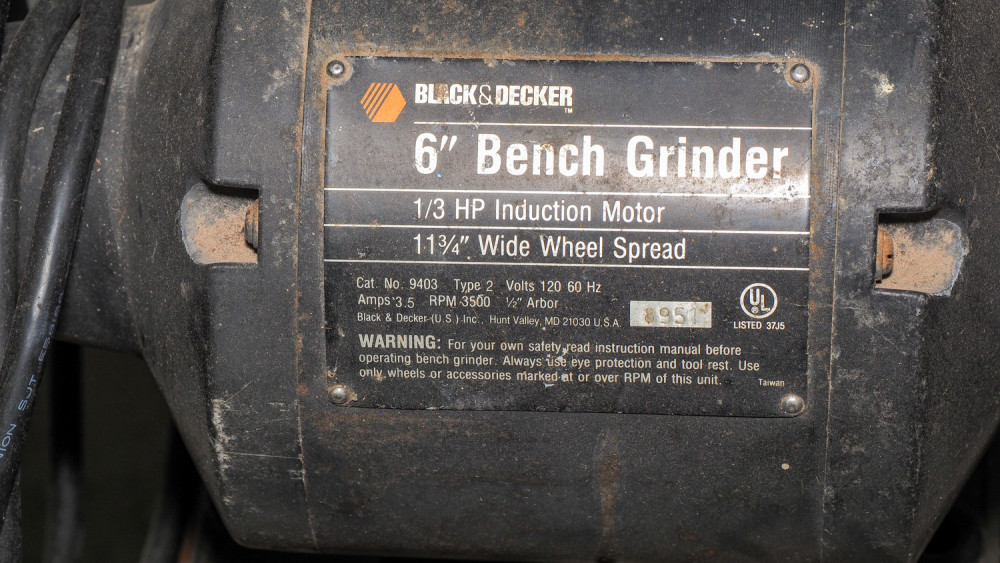 BLACK & DECKER™
6" Bench Grinder
1/3 HP Induction Motor
11¾" Wide Wheel Spread
Cat. No. 9403 Type 2 Volts 120 60 Hz
Amps 3.5 RPM 3500 ½" Arbor
Black & Decker (U.S.) Inc., Hunt Valley, MD 21030 U.S.A.
8951
UL
LISTED 37J5
WARNING: For your own safety read instruction manual before
operating bench grinder. Always use eye protection and tool rest. Use
only wheels or accessories marked at or over RPM of this unit.
Taiwan
SJT